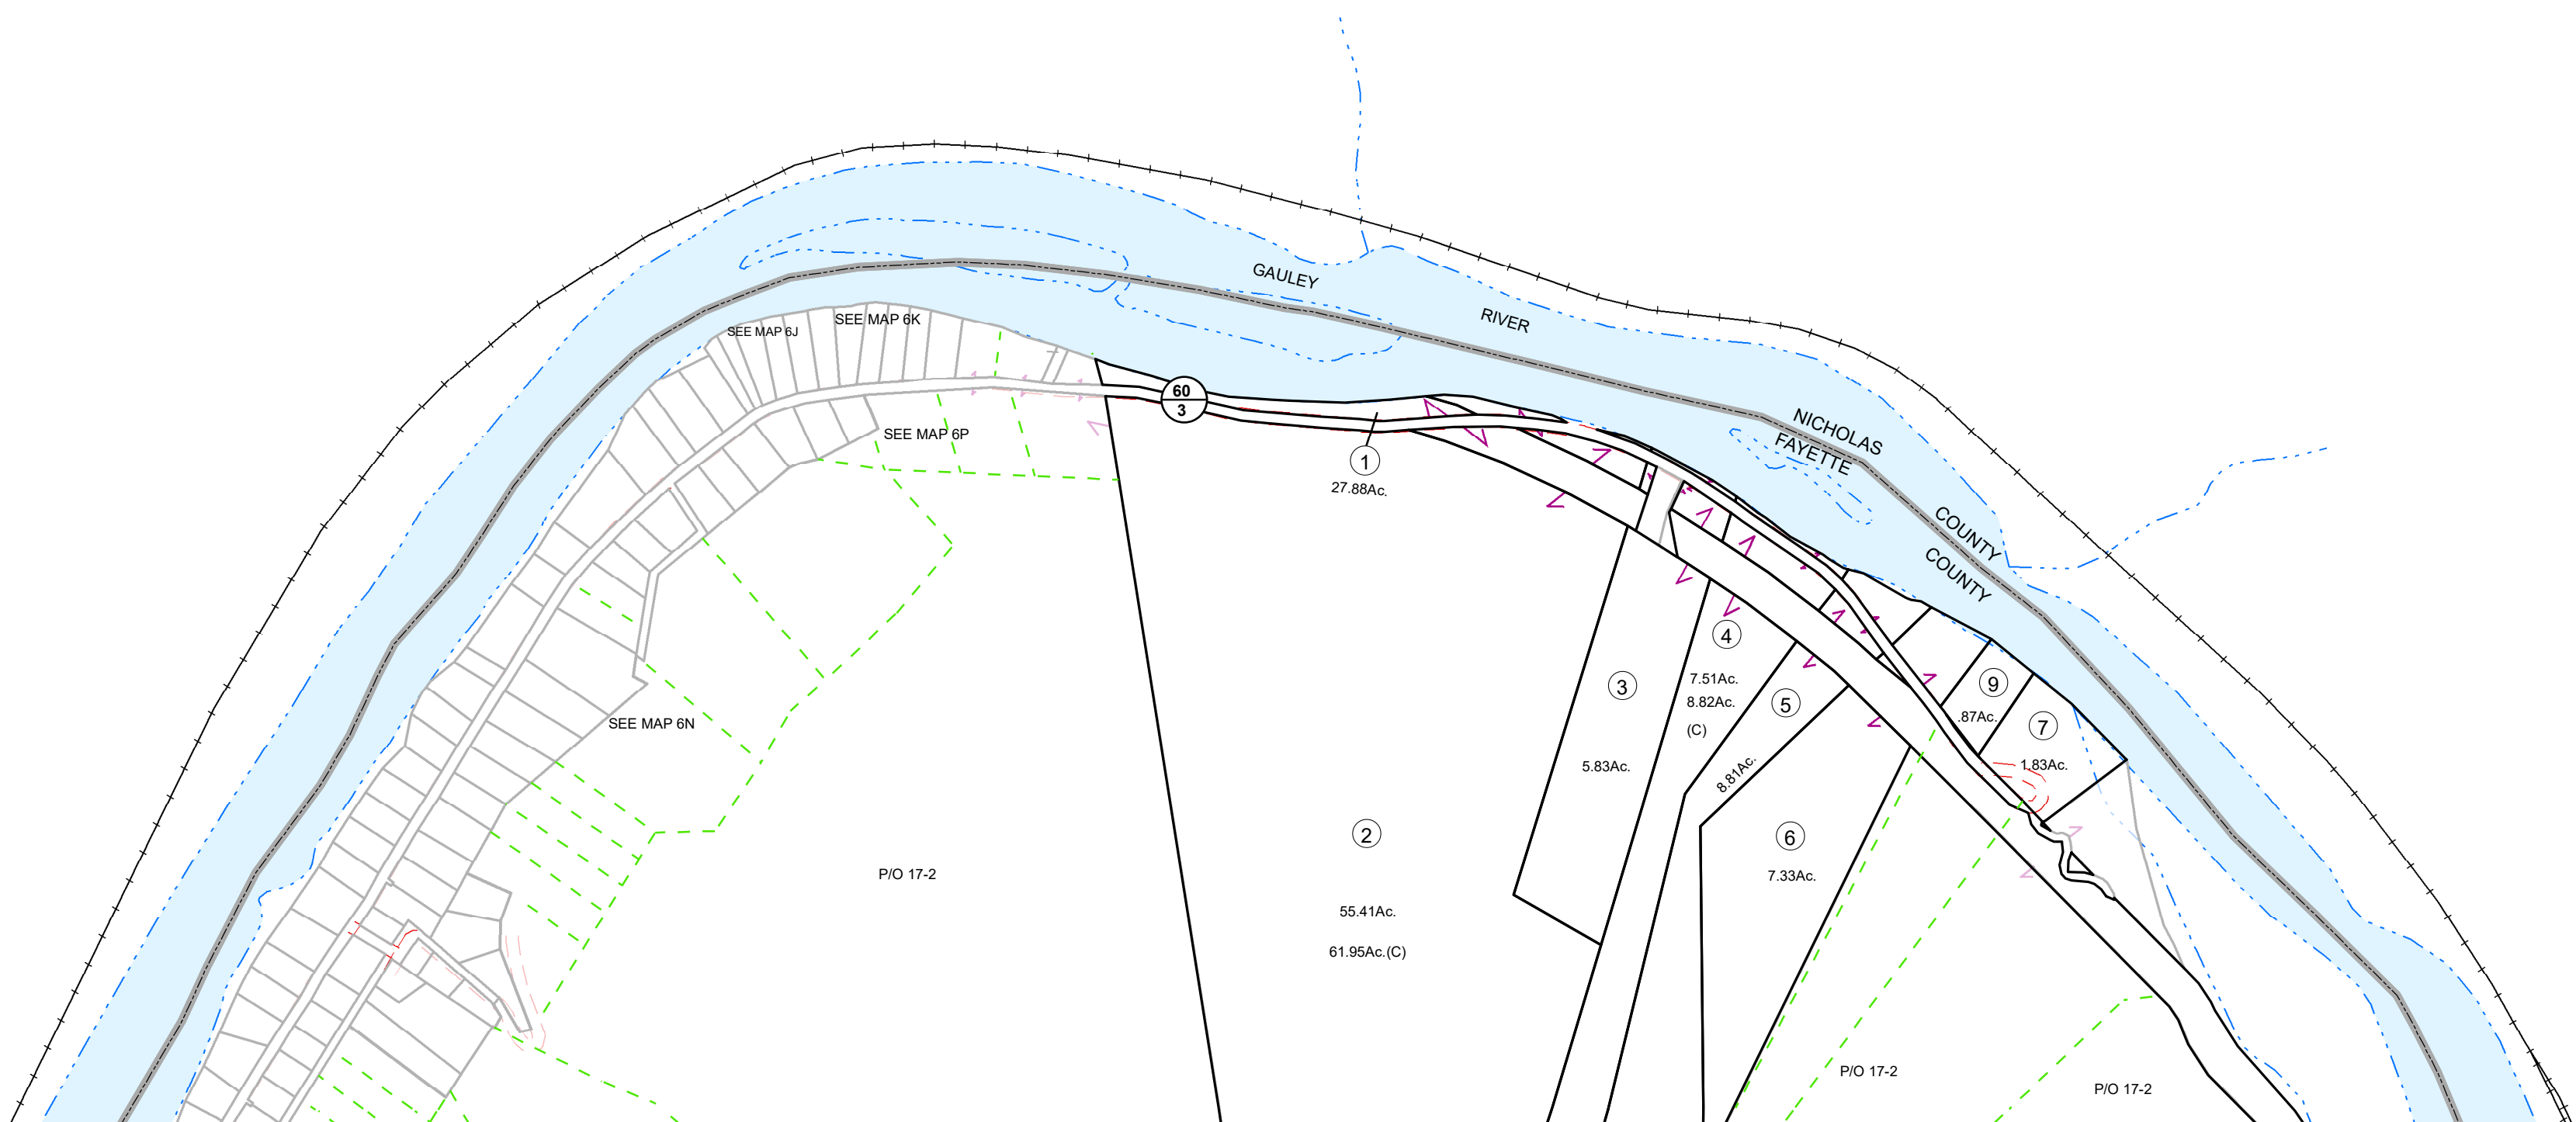 GAULEY
RIVER
SEE MAP 6J
SEE MAP 6K
60
3
NICHOLAS
FAYETTE
SEE MAP 6P
1
27.88Ac.
COUNTY
COUNTY
4
7.51Ac.
8.82Ac.
(C)
3
5.83Ac.
5
8.81Ac.
9
.87Ac.
7
1.83Ac.
SEE MAP 6N
2
55.41Ac.
61.95Ac.(C)
6
7.33Ac.
P/O 17-2
P/O 17-2
P/O 17-2